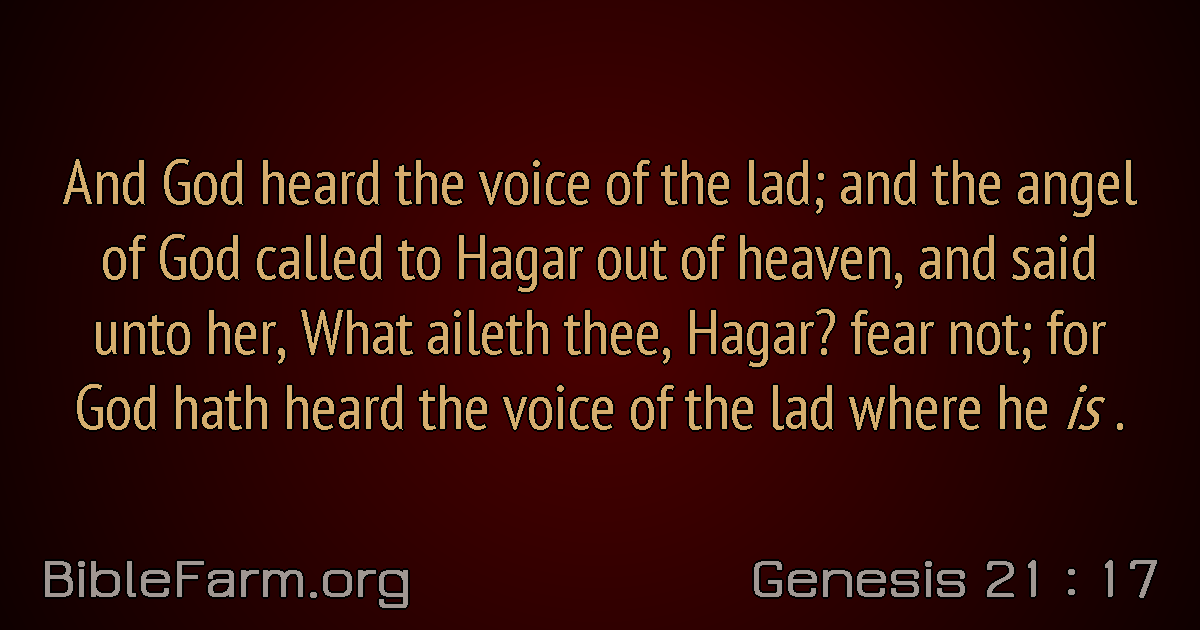 And God heard the voice of the lad; and the angel
of God called to Hagar out of heaven, and said
unto her, What aileth thee, Hagar? fear not; for
God hath heard the voice of the lad where he is .
BibleFarm.org
Genesis 21 : 17